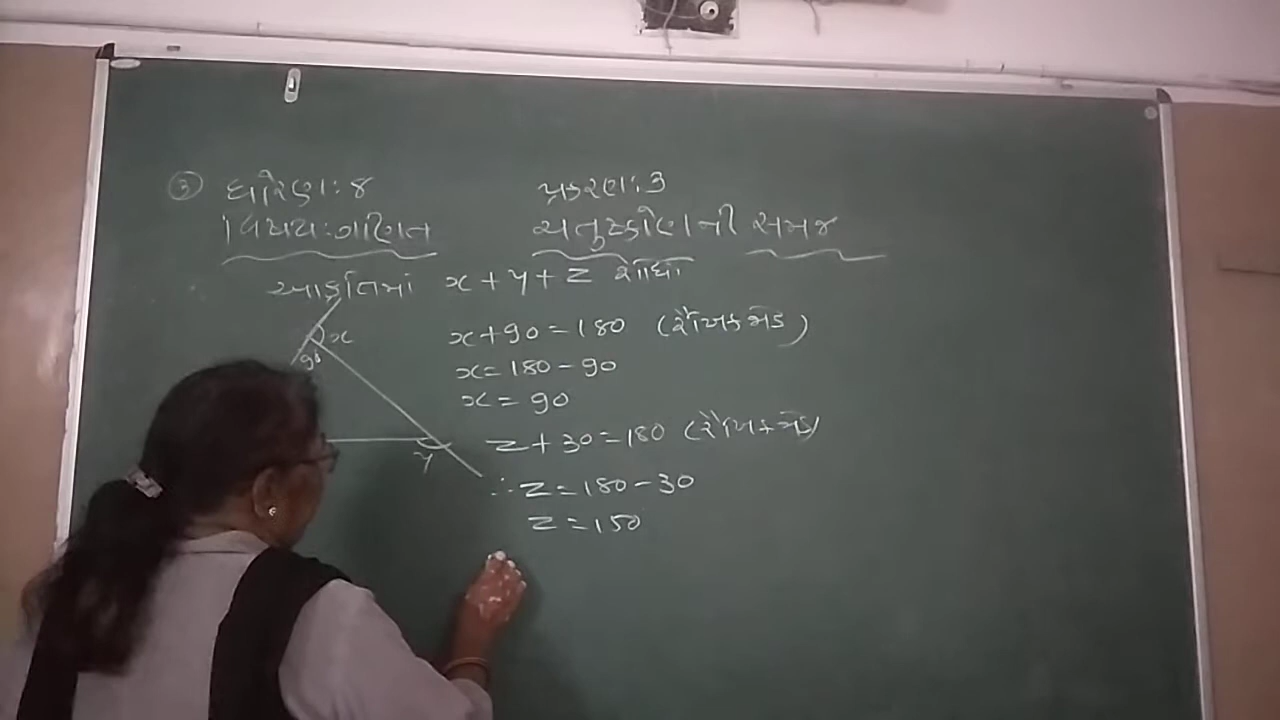 ③ ધોરણ: ૪ પ્રકરણ: 3
વિષય: ગણિત ચતુષ્કોણની સમજ
આકૃતિમાં x + y + z શોધો
x
90
y
x + 90 = 180 (રૈખિક જોડ)
x = 180 - 90
x = 90
z + 30 = 180 (રૈખિક જોડ)
∴ z = 180 - 30
z = 150